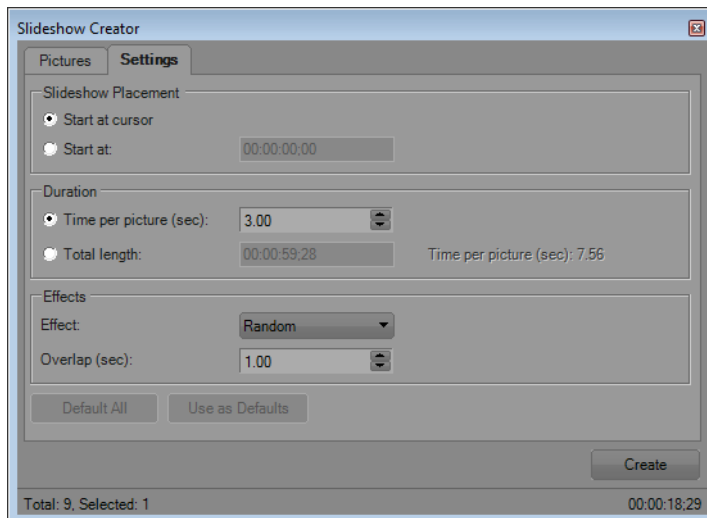 Slideshow Creator
Pictures
Settings
Slideshow Placement
Start at cursor
Start at:
00:00:00;00
Duration
Time per picture (sec):
3.00
Total length:
00:00:59;28
Time per picture (sec): 7.56
Effects
Effect:
Random
Overlap (sec):
1.00
Default All
Use as Defaults
Create
Total: 9, Selected: 1
00:00:18;29